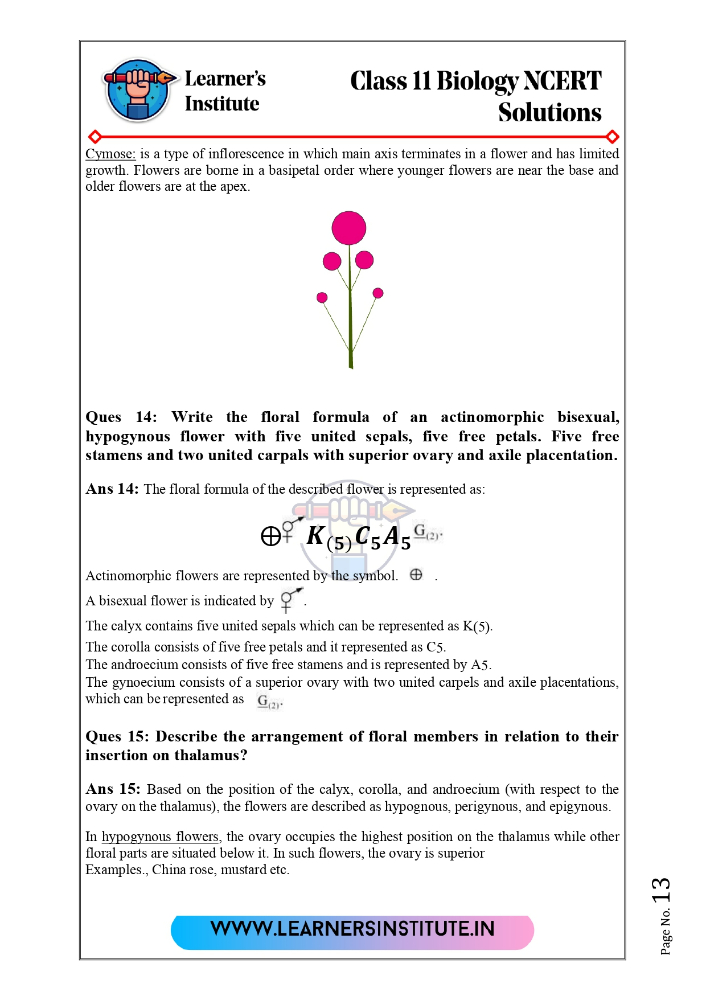 Learner's
Institute
Class 11 Biology NCERT
Solutions
Cymose: is a type of inflorescence in which main axis terminates in a flower and has limited
growth. Flowers are borne in a basipetal order where younger flowers are near the base and
older flowers are at the apex.
Ques 14: Write the floral formula of an actinomorphic bisexual,
hypogynous flower with five united sepals, five free petals. Five free
stamens and two united carpals with superior ovary and axile placentation.
Ans 14: The floral formula of the described flower is represented as:
⊕⚥ K₍₅₎C₅A₅ G̲₍₂₎.
Actinomorphic flowers are represented by the symbol. ⊕ .
A bisexual flower is indicated by ⚥.
The calyx contains five united sepals which can be represented as K(5).
The corolla consists of five free petals and it represented as C5.
The androecium consists of five free stamens and is represented by A5.
The gynoecium consists of a superior ovary with two united carpels and axile placentations,
which can be represented as G̲₍₂₎.
Ques 15: Describe the arrangement of floral members in relation to their
insertion on thalamus?
Ans 15: Based on the position of the calyx, corolla, and androecium (with respect to the
ovary on the thalamus), the flowers are described as hypognous, perigynous, and epigynous.
In hypogynous flowers, the ovary occupies the highest position on the thalamus while other
floral parts are situated below it. In such flowers, the ovary is superior
Examples., China rose, mustard etc.
WWW.LEARNERSINSTITUTE.IN
Page No. 13